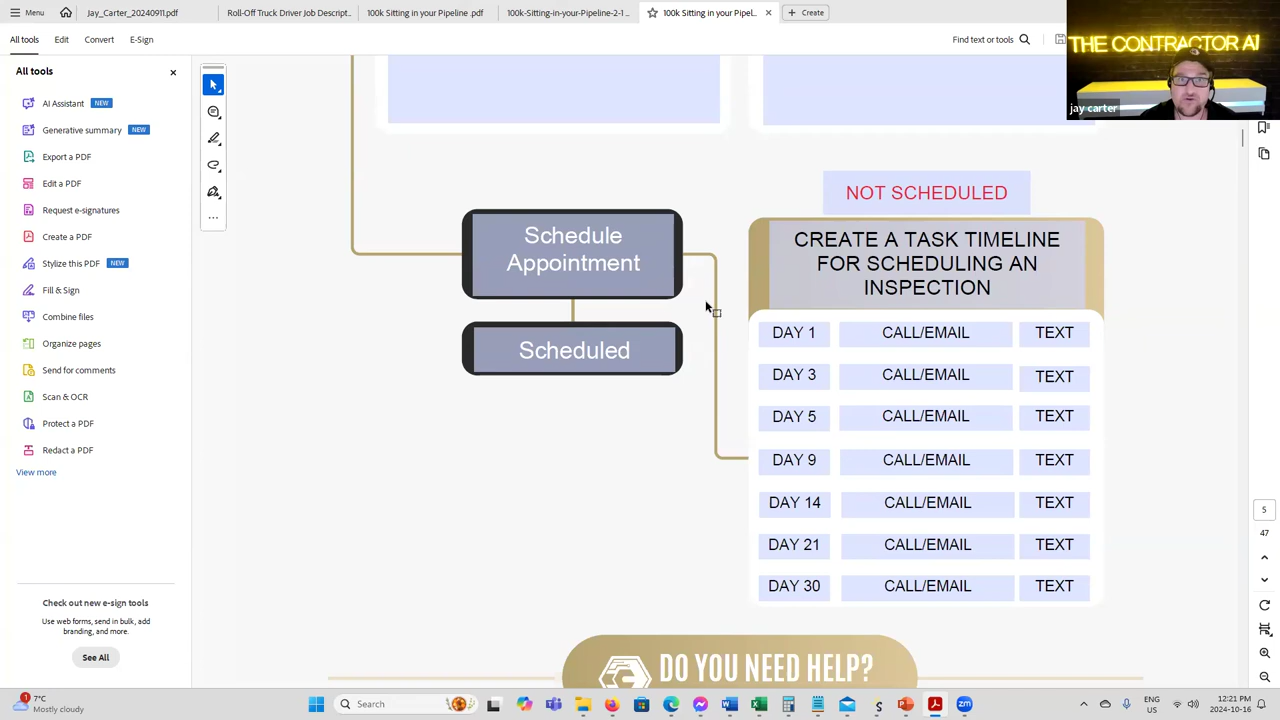 Menu
Jay_Carter_20240911.pdf
Roll-Off Truck Driver Job Descript...
100k Sitting in your Pipeline .pdf
100k-Sitting-in-your-Pipeline-2-1 ...
100k Sitting in your Pipel...
Create
All tools
Edit
Convert
E-Sign
Find text or tools
THE CONTRACTOR AI
jay carter
All tools
AI Assistant NEW
Generative summary NEW
Export a PDF
Edit a PDF
Request e-signatures
Create a PDF
Stylize this PDF NEW
Fill & Sign
Combine files
Organize pages
Send for comments
Scan & OCR
Protect a PDF
Redact a PDF
View more
Check out new e-sign tools
Use web forms, send in bulk, add
branding, and more.
See All
Schedule
Appointment
Scheduled
NOT SCHEDULED
CREATE A TASK TIMELINE
FOR SCHEDULING AN
INSPECTION
DAY 1 CALL/EMAIL TEXT
DAY 3 CALL/EMAIL TEXT
DAY 5 CALL/EMAIL TEXT
DAY 9 CALL/EMAIL TEXT
DAY 14 CALL/EMAIL TEXT
DAY 21 CALL/EMAIL TEXT
DAY 30 CALL/EMAIL TEXT
DO YOU NEED HELP?
5
47
1
7°C
Mostly cloudy
Search
ENG
US
12:21 PM
2024-10-16